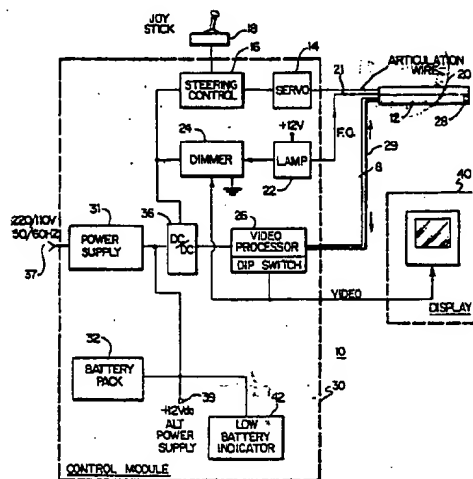 JOY
STICK
18
16
14
STEERING
CONTROL
SERVO
21
ARTICULATION
WIRE
20
12
28
24
+12V
F.O.
DIMMER
LAMP
22
29
8
40
220/110V
50/60HZ
31
36
26
POWER
SUPPLY
DC/DC
VIDEO
PROCESSOR
DIP SWITCH
37
VIDEO
DISPLAY
32
10
BATTERY
PACK
39
42
30
+12Vdc
ALT POWER
SUPPLY
LOW
BATTERY
INDICATOR
CONTROL MODULE